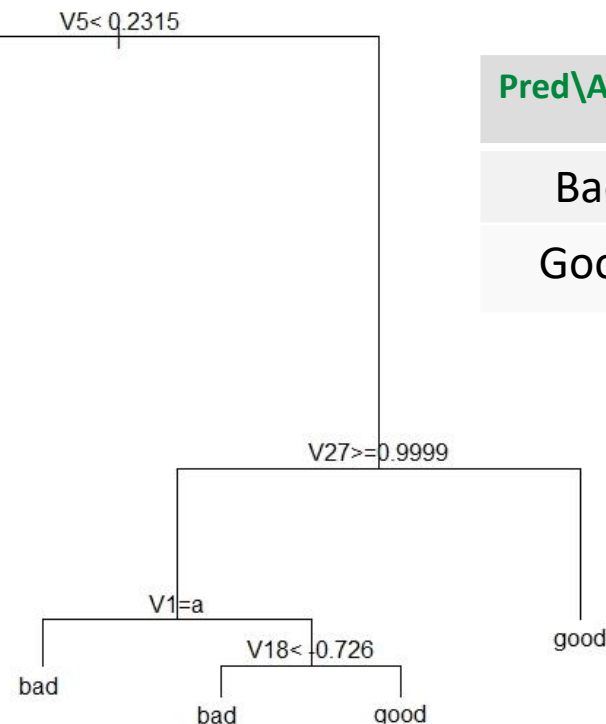 V5< 0.2315
Pred\A
Ba
Goo
V27>=0.9999
V1=a
V18< -0.726
good
bad
bad
good